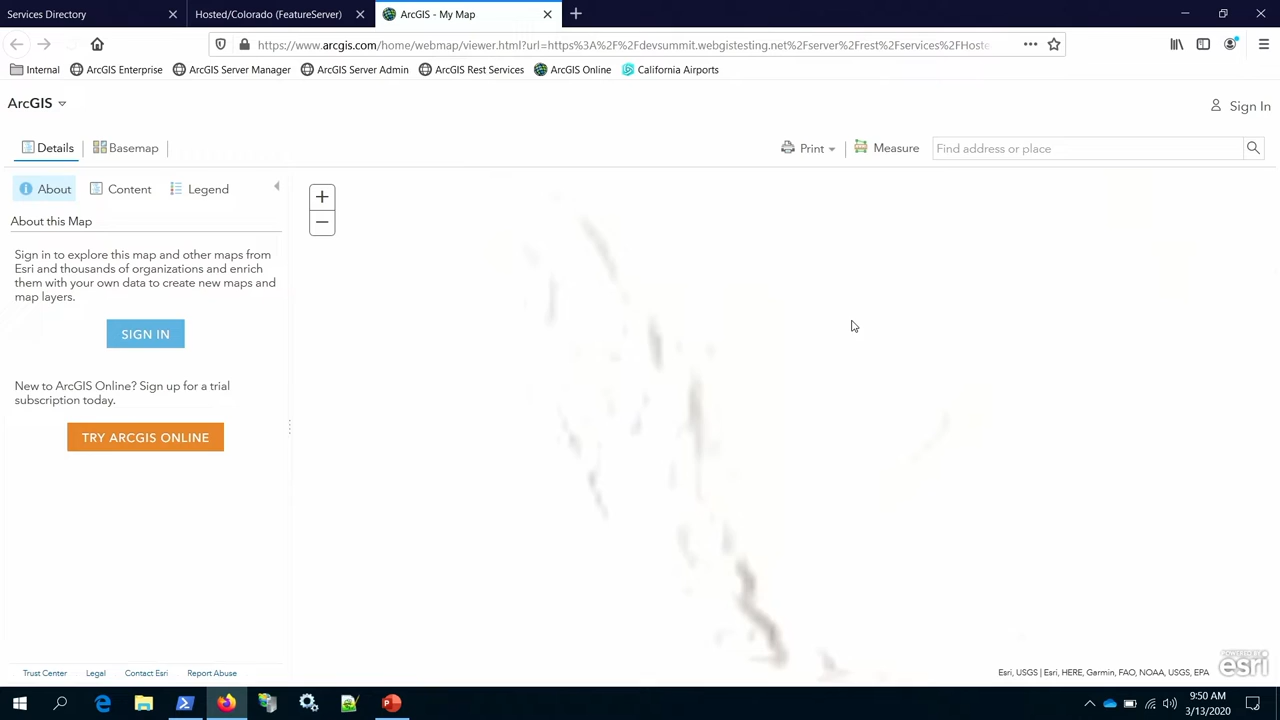 Services Directory
Hosted/Colorado (FeatureServer)
ArcGIS - My Map
https://www.arcgis.com/home/webmap/viewer.html?url=https%3A%2F%2Fdevsummit.webgistesting.net%2Fserver%2Frest%2Fservices%2FHoste
Internal
ArcGIS Enterprise
ArcGIS Server Manager
ArcGIS Server Admin
ArcGIS Rest Services
ArcGIS Online
California Airports
ArcGIS
Sign In
Details
Basemap
Print
Measure
Find address or place
About
Content
Legend
About this Map
Sign in to explore this map and other maps from
Esri and thousands of organizations and enrich
them with your own data to create new maps and
map layers.
SIGN IN
New to ArcGIS Online? Sign up for a trial
subscription today.
TRY ARCGIS ONLINE
Trust Center
Legal
Contact Esri
Report Abuse
Esri, USGS | Esri, HERE, Garmin, FAO, NOAA, USGS, EPA
POWERED BY
esri
9:50 AM
3/13/2020